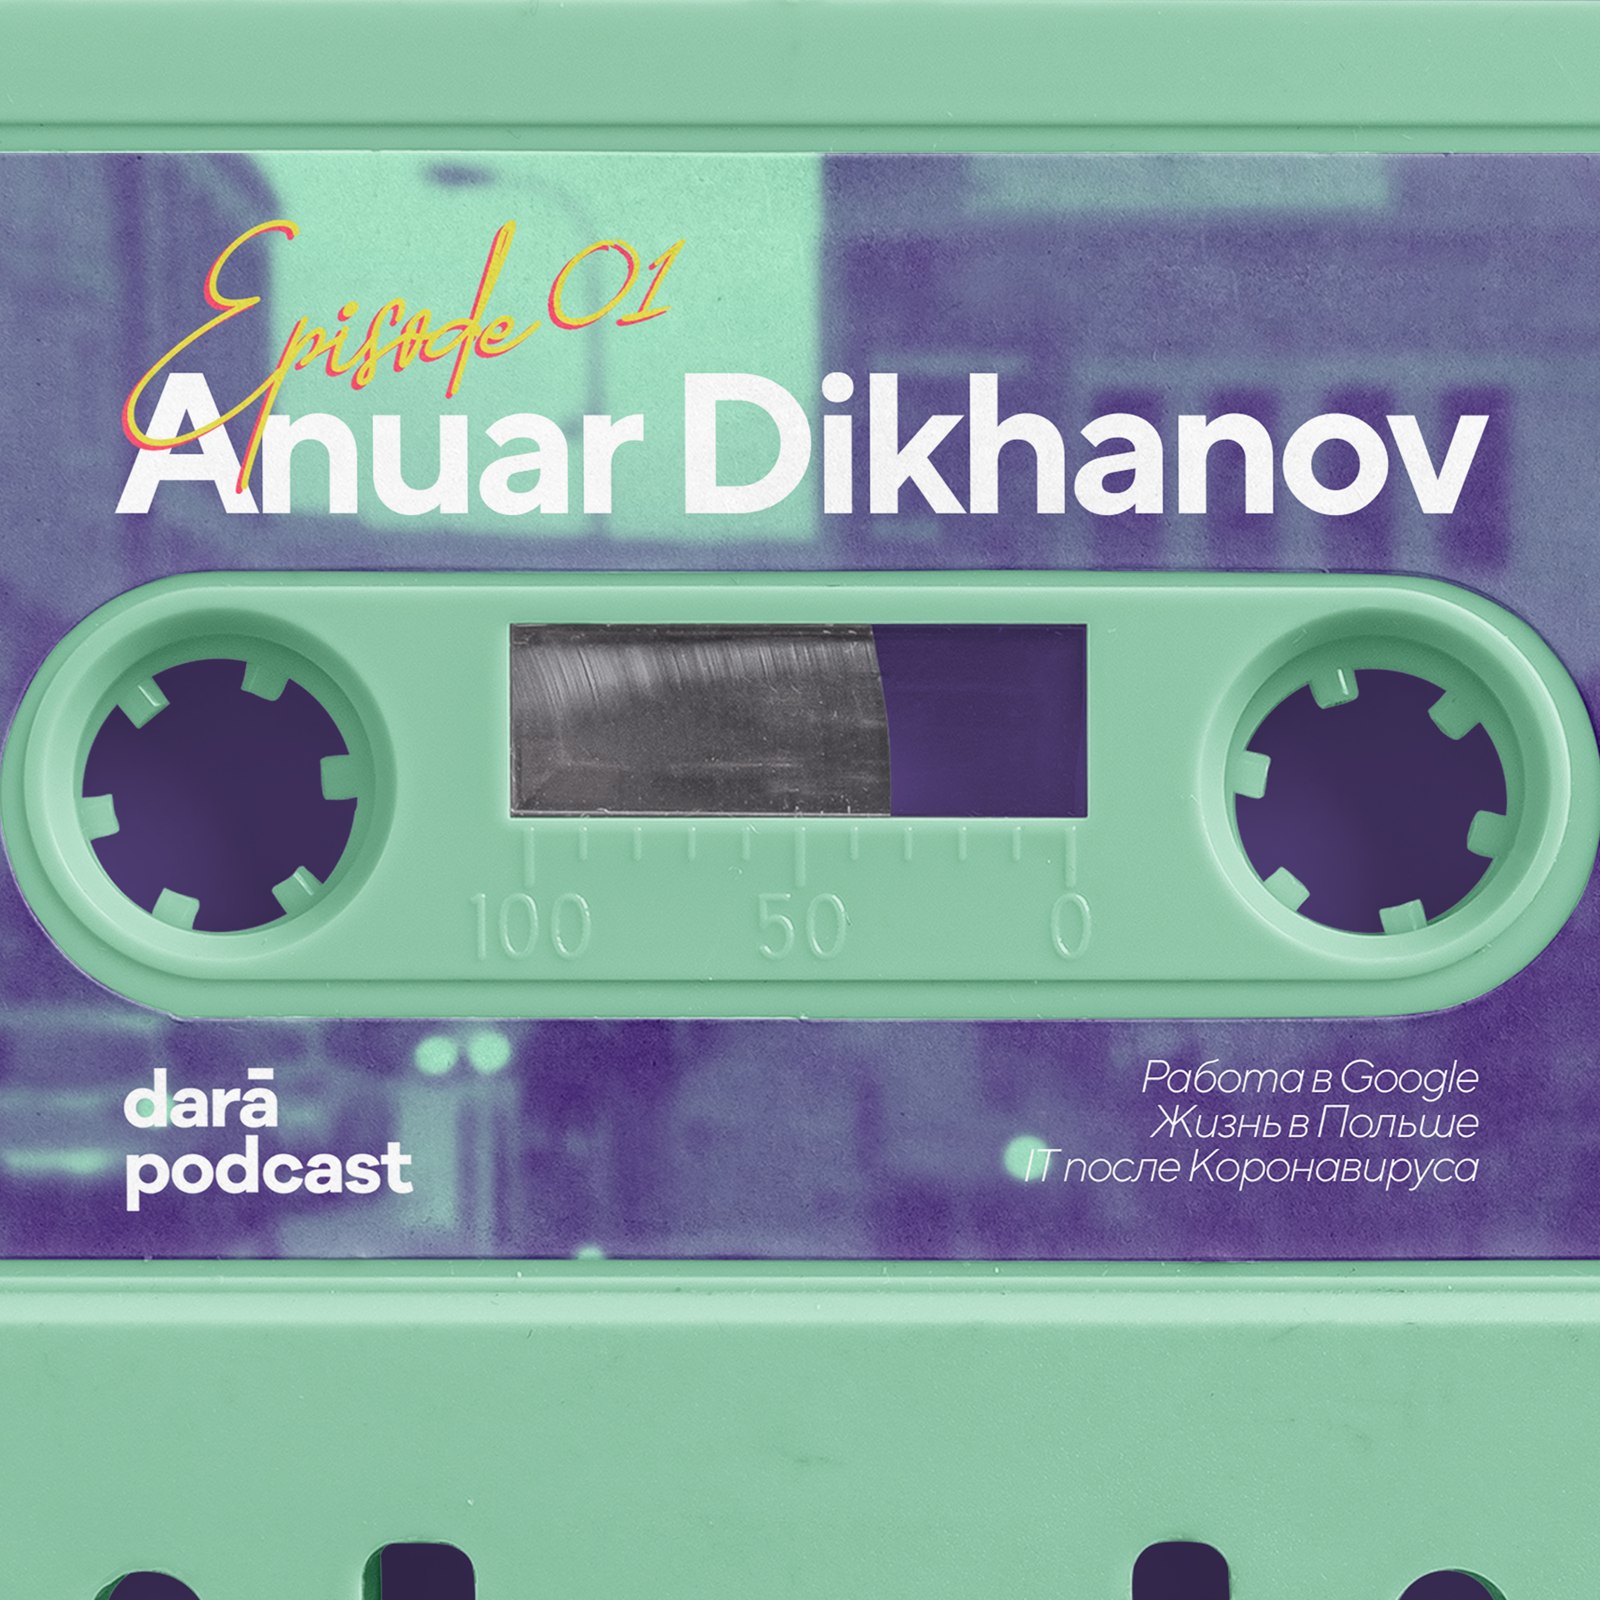 Episode 01
Anuar Dikhanov
100 50 0
darā
podcast
Работа в Google
Жизнь в Польше
IT после Коронавируса